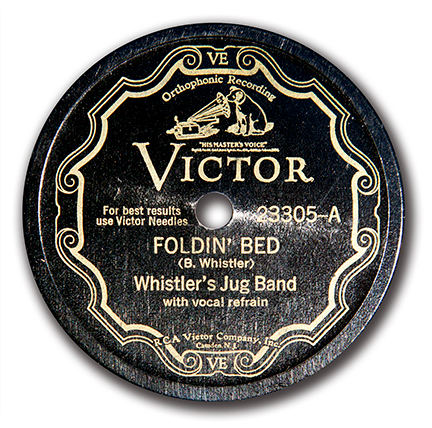 VE
Orthophonic Recording
"HIS MASTER'S VOICE"
VICTOR
For best results
use Victor Needles
23305-A
FOLDIN' BED
(B. Whistler)
Whistler's Jug Band
with vocal refrain
RCA Victor Company, Inc.
Camden, N.J.
VE